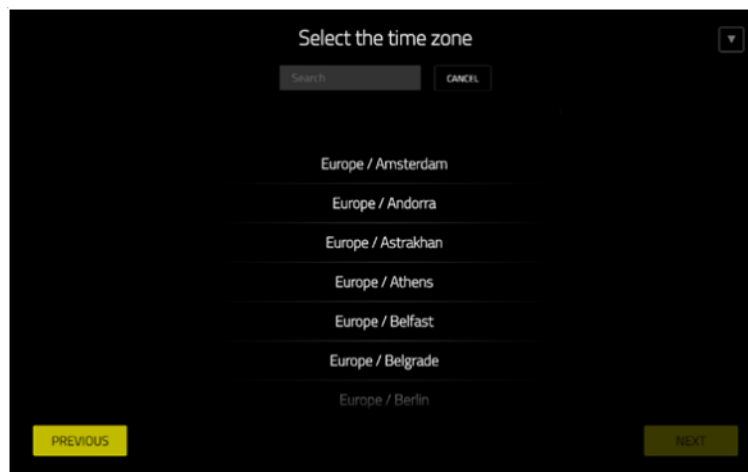 Select the time zone
Search
CANCEL
Europe / Amsterdam
Europe / Andorra
Europe / Astrakhan
Europe / Athens
Europe / Belfast
Europe / Belgrade
Europe / Berlin
PREVIOUS
NEXT